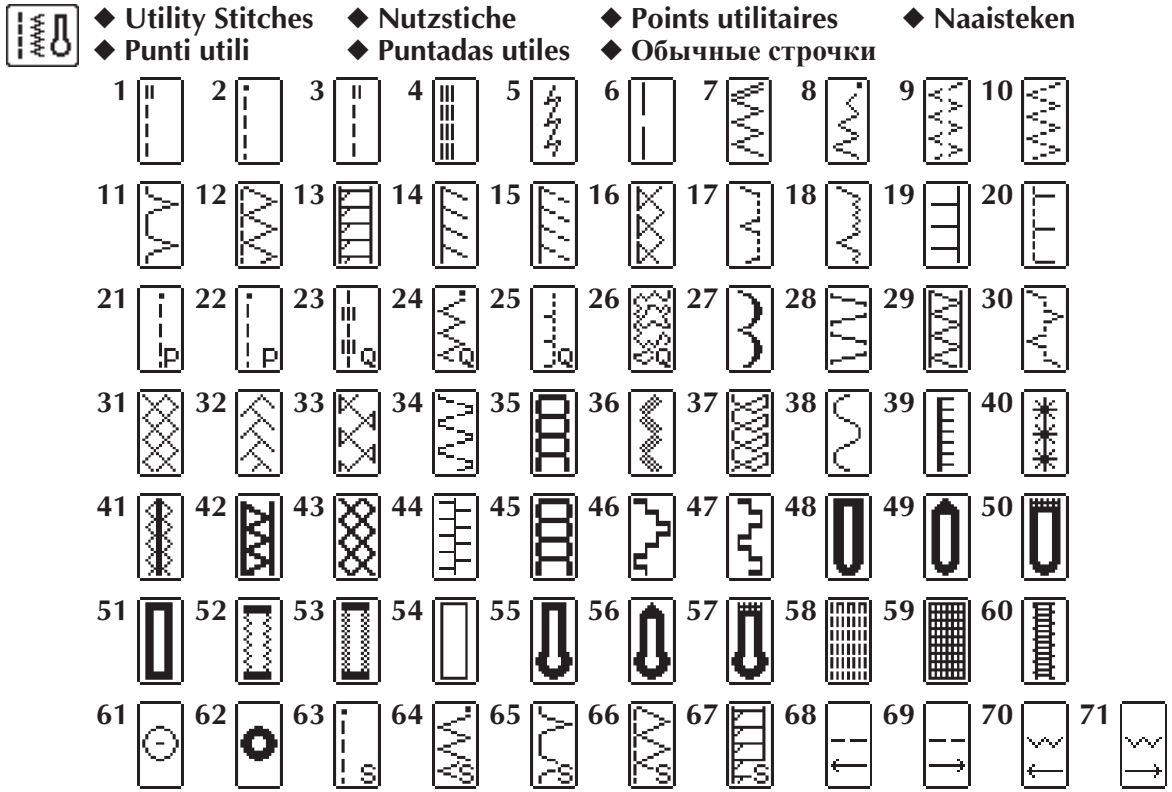 ◆ Utility Stitches ◆ Nutzstiche ◆ Points utilitaires ◆ Naaisteken
◆ Punti utili ◆ Puntadas utiles ◆ Обычные строчки
1 2 3 4 5 6 7 8 9 10
11 12 13 14 15 16 17 18 19 20
21 22 23 24 25 26 27 28 29 30
P P Q Q Q Q
31 32 33 34 35 36 37 38 39 40
41 42 43 44 45 46 47 48 49 50
51 52 53 54 55 56 57 58 59 60
61 62 63 64 65 66 67 68 69 70 71
S S S S S